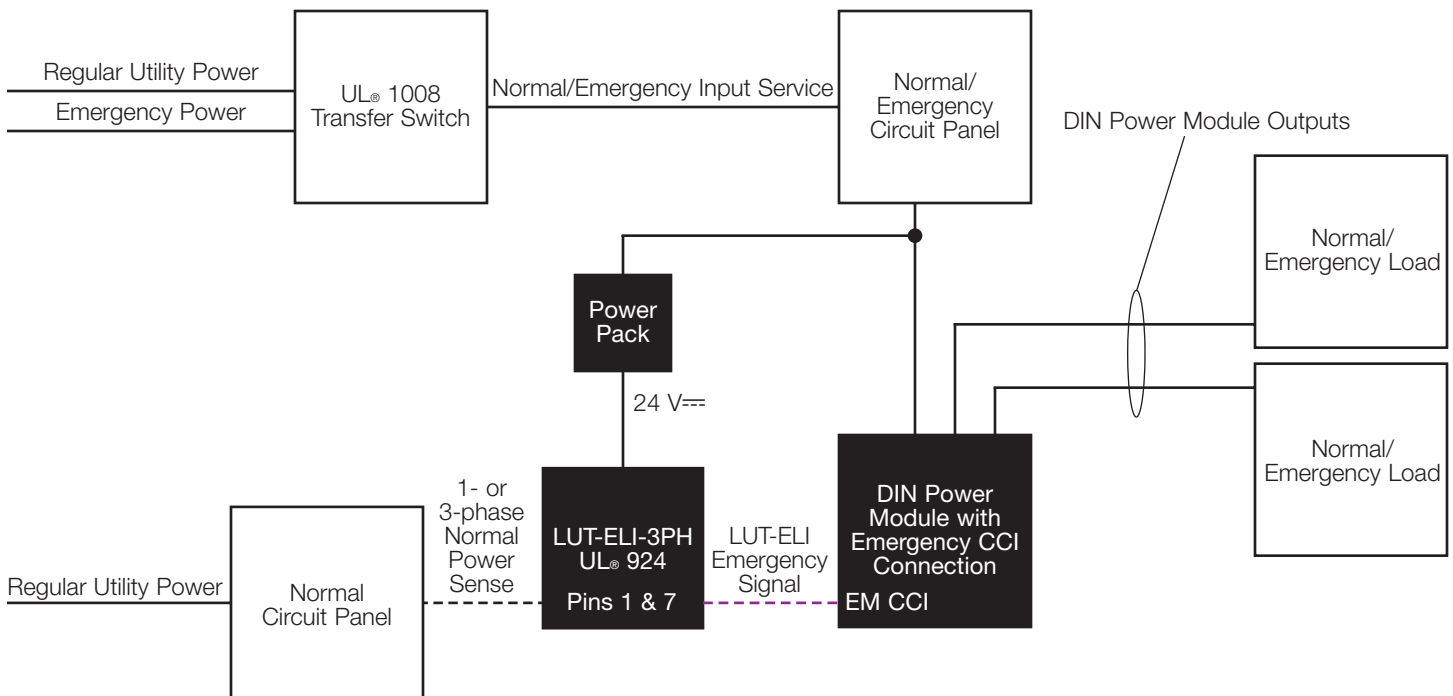 Regular Utility Power
Emergency Power
UL® 1008
Transfer Switch
Normal/Emergency Input Service
Normal/
Emergency
Circuit Panel
DIN Power Module Outputs
Normal/
Emergency Load
Normal/
Emergency Load
Power
Pack
24 V⎓
Regular Utility Power
Normal
Circuit Panel
1- or
3-phase
Normal
Power
Sense
LUT-ELI-3PH
UL® 924
Pins 1 & 7
LUT-ELI
Emergency
Signal
DIN Power
Module with
Emergency CCI
Connection
EM CCI